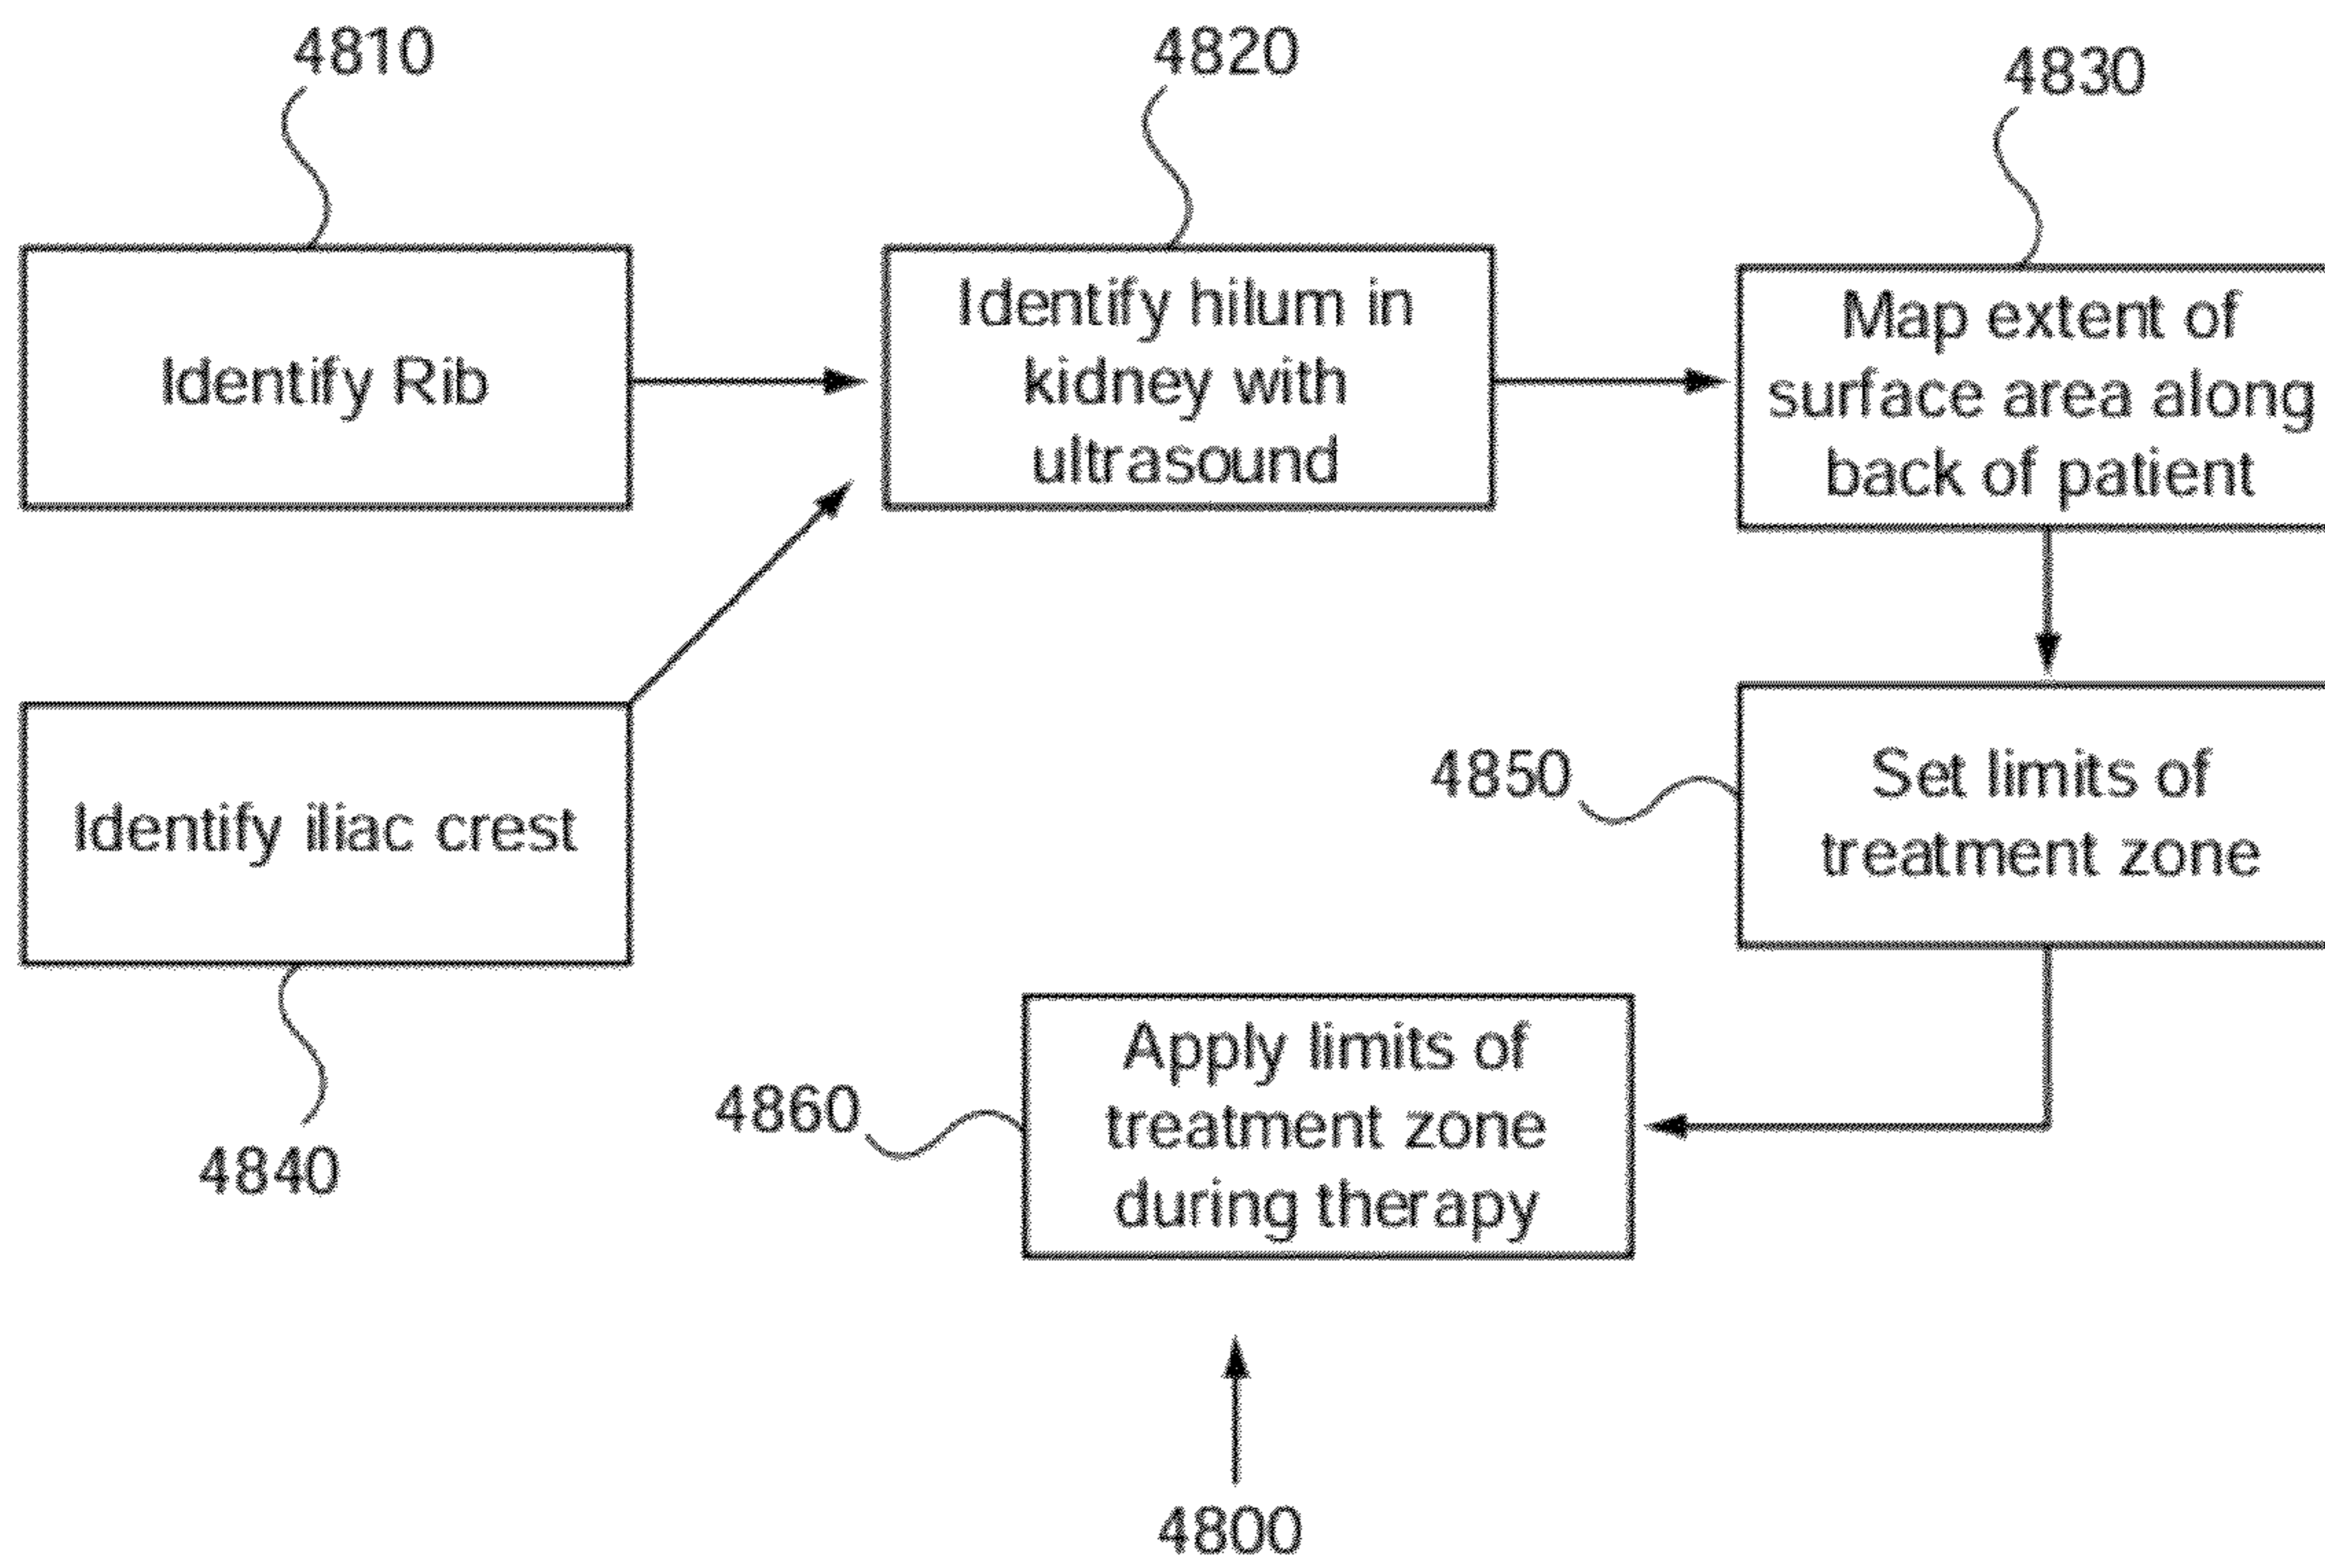 4810
4820
4830
Identify Rib
Identify hilum in
kidney with
ultrasound
Map extent of
surface area along
back of patient
Identify iliac crest
4840
4850
Set limits of
treatment zone
4860
Apply limits of
treatment zone
during therapy
4800